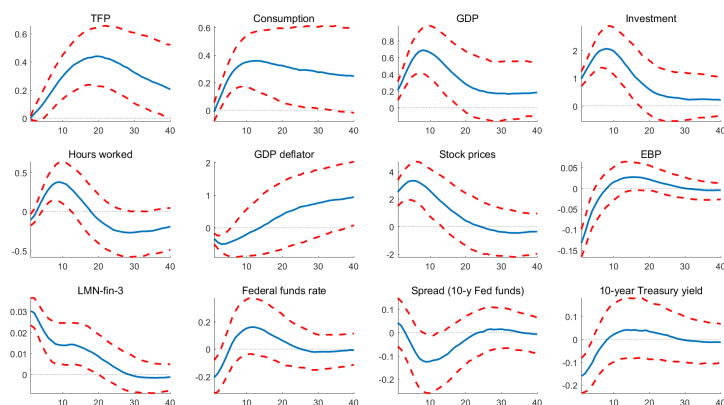 TFP
0.6
0.4
0.2
0
10 20 30 40
Consumption
0.6
0.4
0.2
0
10 20 30 40
GDP
0.8
0.6
0.4
0.2
0
10 20 30 40
Investment
2
1
0
10 20 30 40
Hours worked
0.5
0
-0.5
10 20 30 40
GDP deflator
2
1
0
10 20 30 40
Stock prices
4
2
0
-2
10 20 30 40
EBP
0.05
0
-0.05
-0.1
-0.15
10 20 30 40
LMN-fin-3
0.03
0.02
0.01
0
10 20 30 40
Federal funds rate
0.2
0
-0.2
10 20 30 40
Spread (10-y Fed funds)
0.1
0
-0.1
-0.2
10 20 30 40
10-year Treasury yield
0.1
0
-0.1
-0.2
10 20 30 40